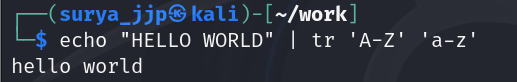 ┌──(surya_jjp㉿kali)-[~/work]
└─$ echo "HELLO WORLD" | tr 'A-Z' 'a-z'
hello world